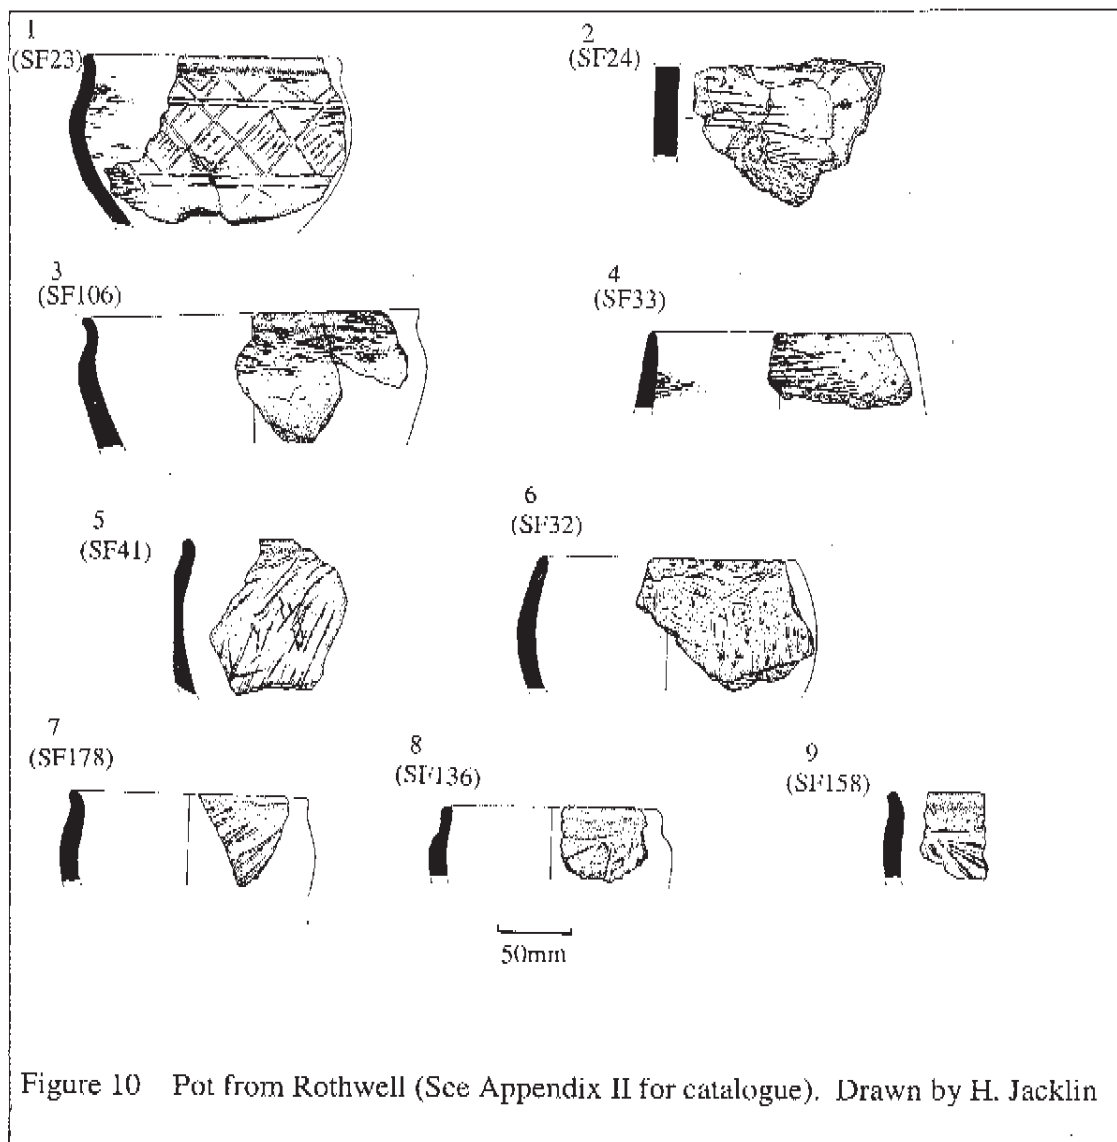 1
(SF23)
2
(SF24)
3
(SF106)
4
(SF33)
5
(SF41)
6
(SF32)
7
(SF178)
8
(SF136)
9
(SF158)
50mm
Figure 10 Pot from Rothwell (See Appendix II for catalogue). Drawn by H. Jacklin